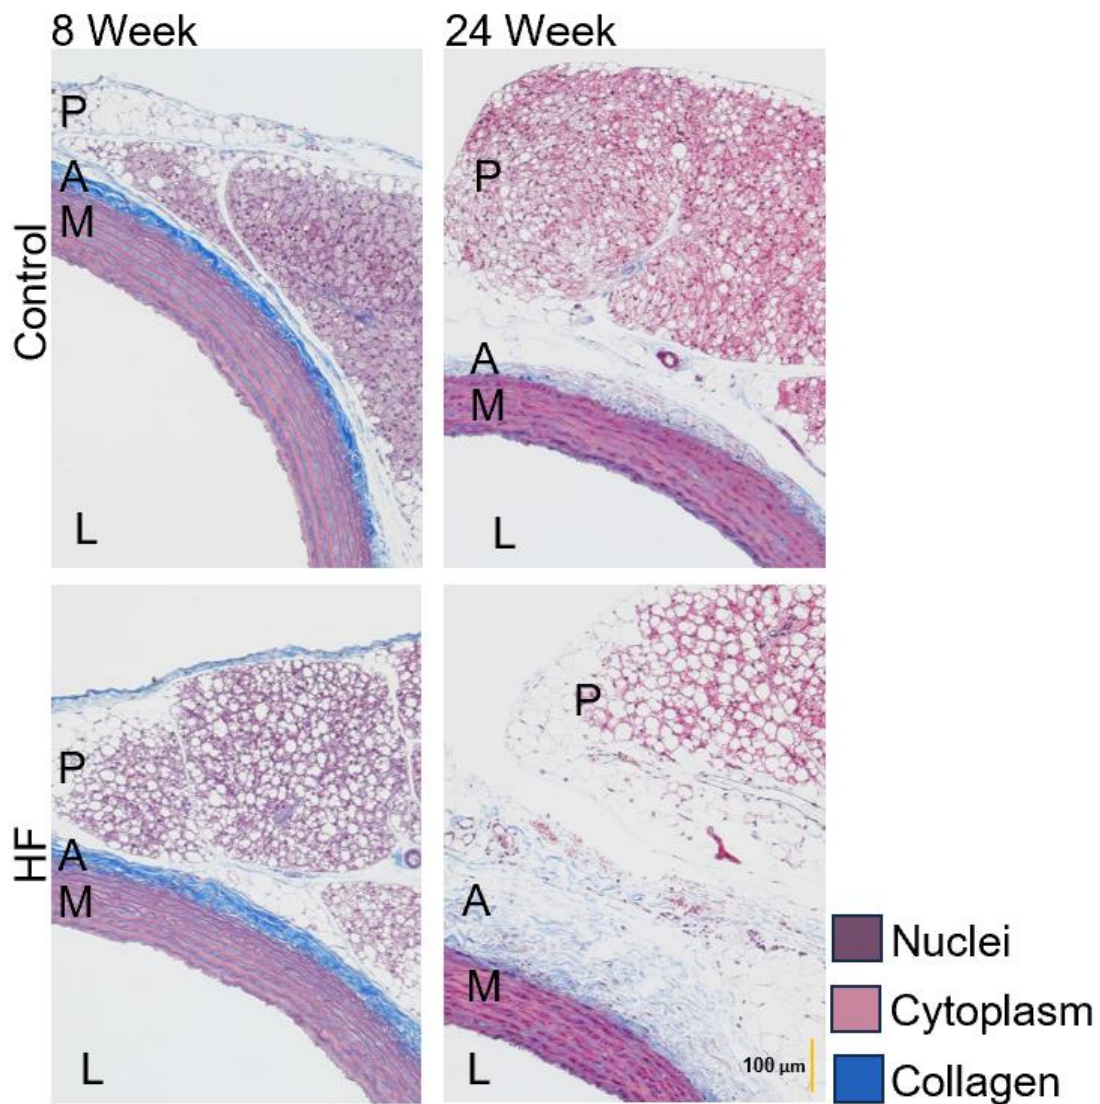 8 Week
24 Week
Control
P
A
M
L
P
A
M
L
HF
P
A
M
L
P
A
M
L
100 µm
Nuclei
Cytoplasm
Collagen